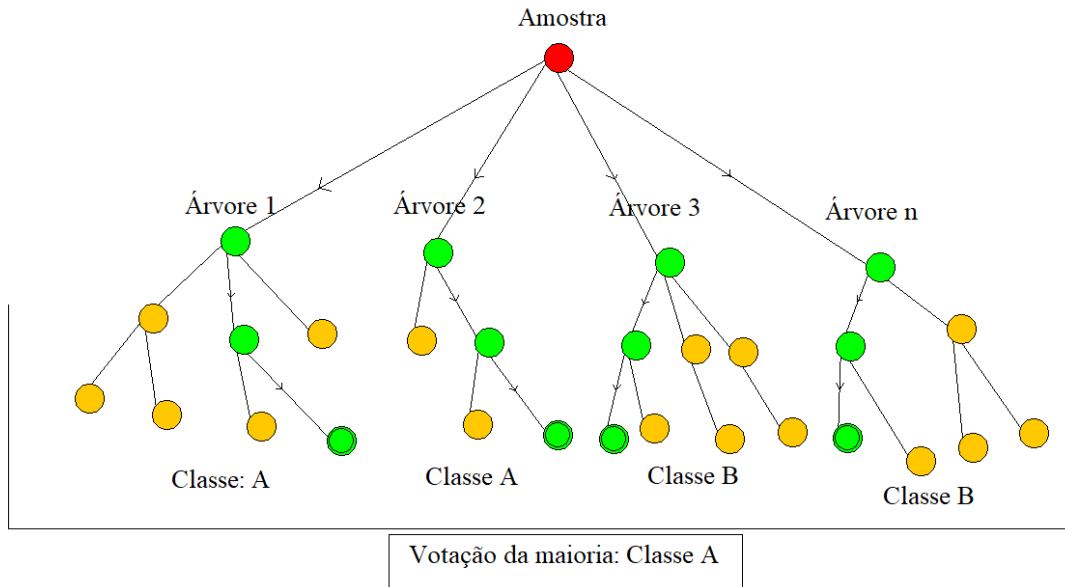 Amostra
Árvore 1
Árvore 2
Árvore 3
Árvore n
Classe: A
Classe A
Classe B
Classe B
Votação da maioria: Classe A